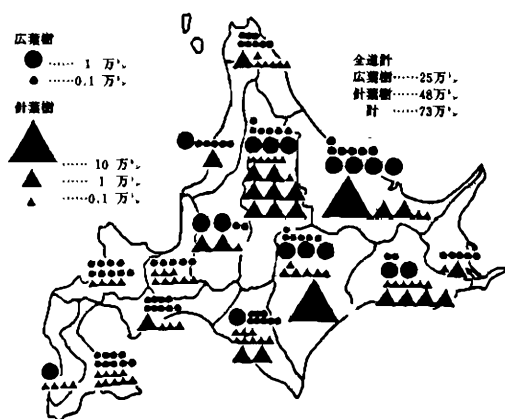 広葉樹
…… 1 万㌧
……0.1 万㌧
針葉樹
…… 10 万㌧
…… 1 万㌧
…… 0.1 万㌧
全道計
広葉樹……25万㌧
針葉樹……48万㌧
計 ……73万㌧